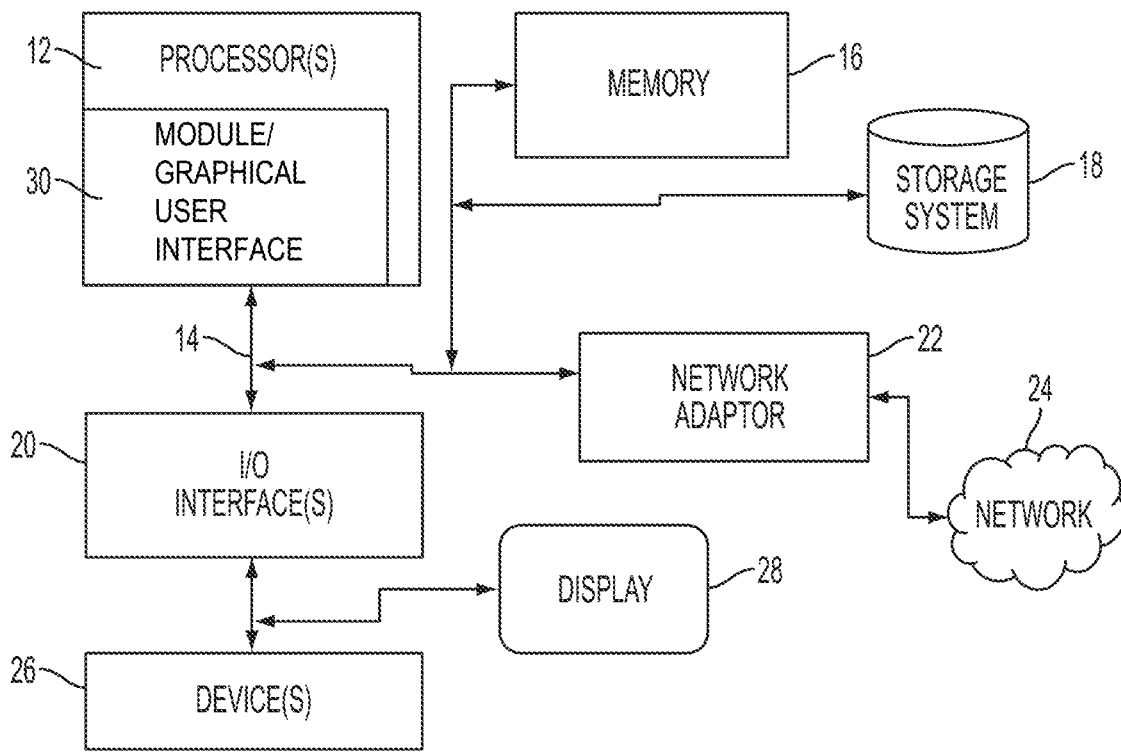 12
PROCESSOR(S)
30
MODULE/
GRAPHICAL
USER
INTERFACE
MEMORY
16
STORAGE
SYSTEM
18
14
NETWORK
ADAPTOR
22
24
NETWORK
20
I/O
INTERFACE(S)
DISPLAY
28
26
DEVICE(S)